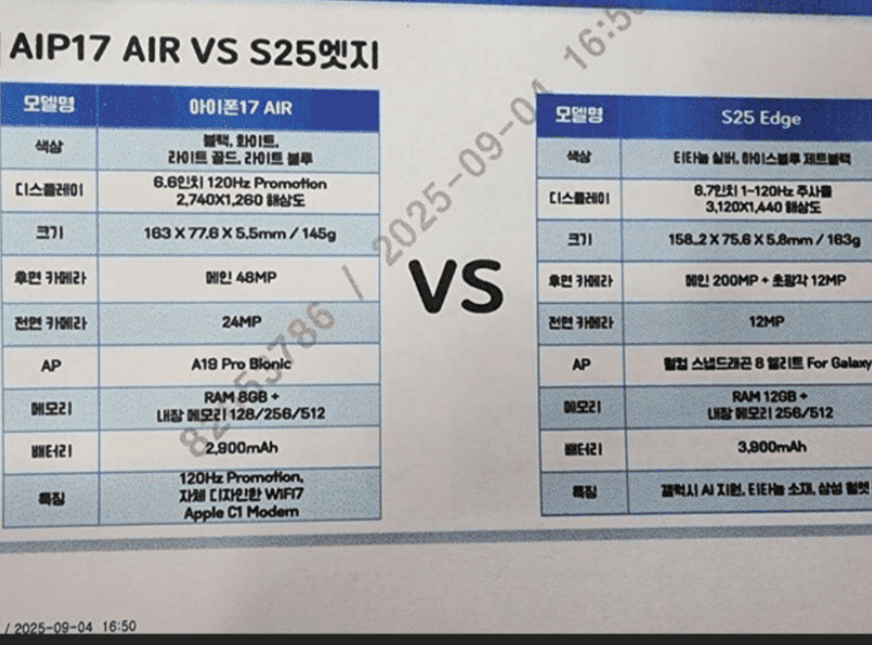 AIP17 AIR VS S25엣지
모델명 아이폰17 AIR
색상 블랙, 화이트,
라이트 골드, 라이트 블루
디스플레이 6.6인치 120Hz Promotion
2,740X1,260 해상도
크기 163 X 77.6 X 5.5mm / 145g
후면 카메라 메인 48MP
전면 카메라 24MP
AP A19 Pro Bionic
메모리 RAM 8GB +
내장 메모리 128/256/512
배터리 2,900mAh
특징 120Hz Promotion,
자체 디자인한 WiFi7
Apple C1 Modem
VS
모델명 S25 Edge
색상 티타늄 실버, 아이스블루 제트블랙
디스플레이 6.7인치 1~120Hz 주사율
3,120X1,440 해상도
크기 158.2 X 75.6 X 5.8mm / 163g
후면 카메라 메인 200MP + 초광각 12MP
전면 카메라 12MP
AP 퀄컴 스냅드래곤 8 엘리트 For Galaxy
메모리 RAM 12GB +
내장 메모리 256/512
배터리 3,900mAh
특징 갤럭시 AI 지원, 티타늄 소재, 삼성 월렛
/ 2025-09-04 16:50
/ 2025-09-04 16:50